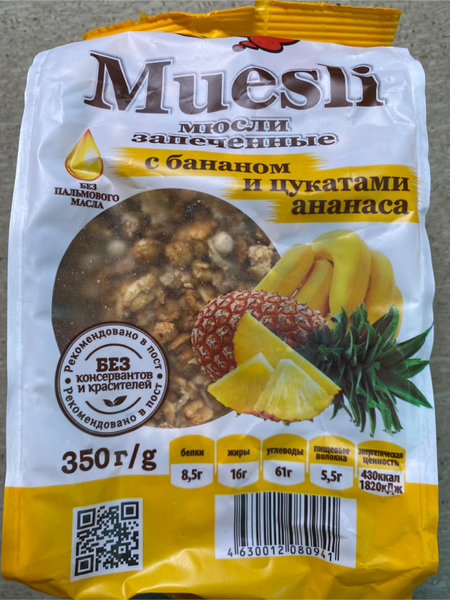 Muesli
мюсли
запеченные
с бананом
и цукатами
ананаса
БЕЗ
ПАЛЬМОВОГО
МАСЛА
Рекомендовано в пост
БЕЗ
консервантов
и красителей
рекомендовано в пост
350 г/g
белки
8,5г
жиры
16г
углеводы
61г
пищевые
волокна
5,5г
энергетическая
ценность
430ккал
1820кДж
4 630012 080941